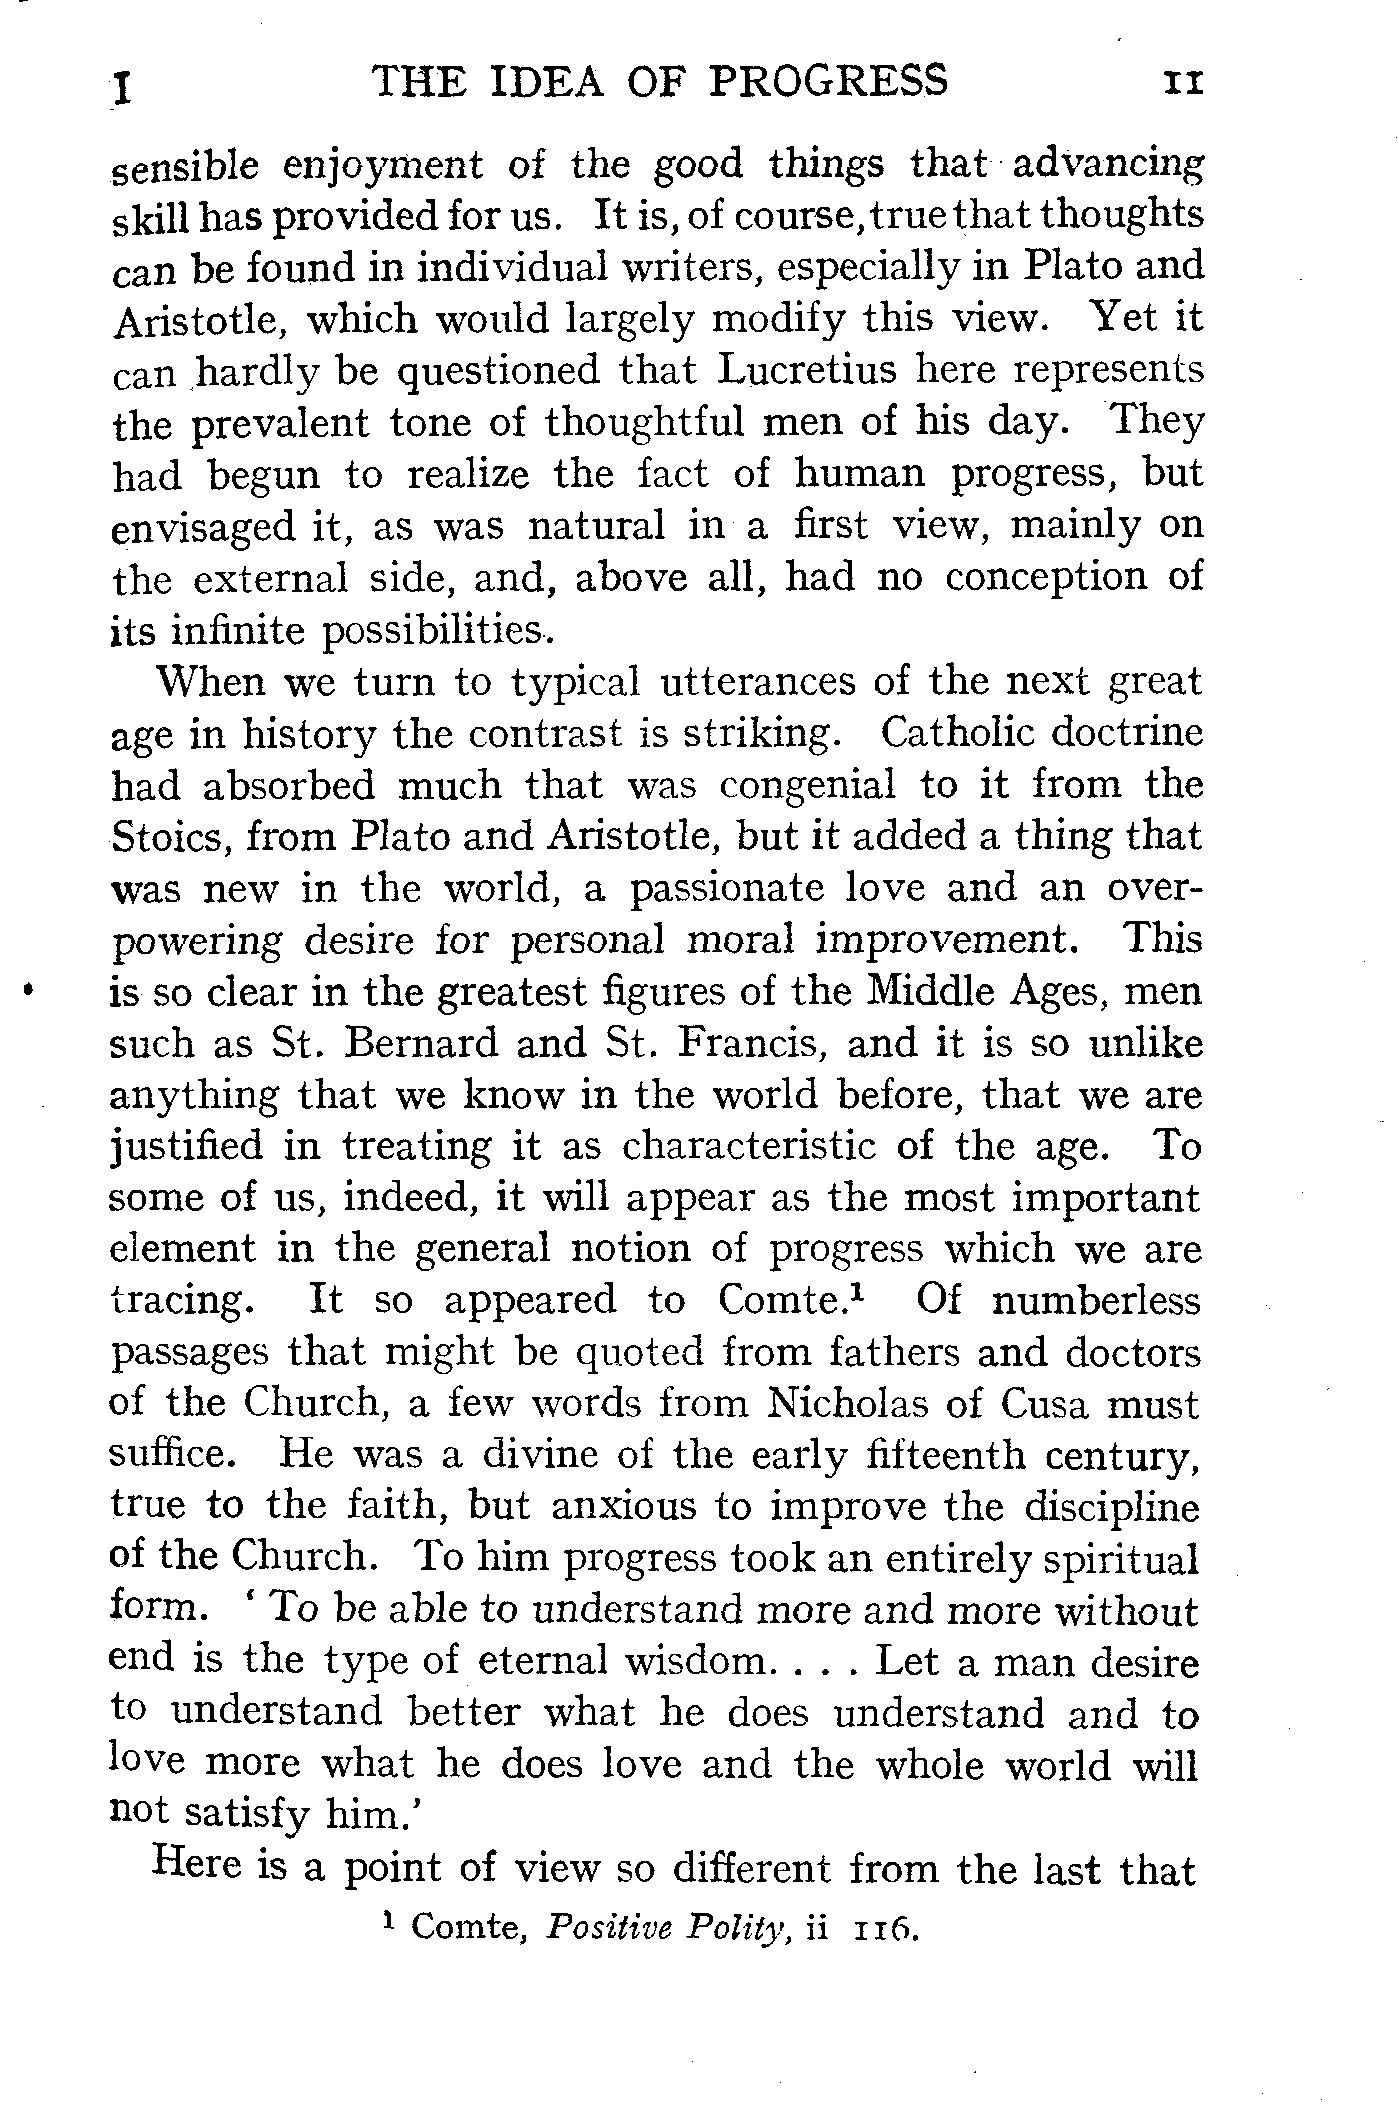 I THE IDEA OF PROGRESS 11
sensible enjoyment of the good things that advancing
skill has provided for us. It is, of course, true that thoughts
can be found in individual writers, especially in Plato and
Aristotle, which would largely modify this view. Yet it
can hardly be questioned that Lucretius here represents
the prevalent tone of thoughtful men of his day. They
had begun to realize the fact of human progress, but
envisaged it, as was natural in a first view, mainly on
the external side, and, above all, had no conception of
its infinite possibilities.
When we turn to typical utterances of the next great
age in history the contrast is striking. Catholic doctrine
had absorbed much that was congenial to it from the
Stoics, from Plato and Aristotle, but it added a thing that
was new in the world, a passionate love and an over-
powering desire for personal moral improvement. This
is so clear in the greatest figures of the Middle Ages, men
such as St. Bernard and St. Francis, and it is so unlike
anything that we know in the world before, that we are
justified in treating it as characteristic of the age. To
some of us, indeed, it will appear as the most important
element in the general notion of progress which we are
tracing. It so appeared to Comte.¹ Of numberless
passages that might be quoted from fathers and doctors
of the Church, a few words from Nicholas of Cusa must
suffice. He was a divine of the early fifteenth century,
true to the faith, but anxious to improve the discipline
of the Church. To him progress took an entirely spiritual
form. ‘ To be able to understand more and more without
end is the type of eternal wisdom. . . . Let a man desire
to understand better what he does understand and to
love more what he does love and the whole world will
not satisfy him.’
Here is a point of view so different from the last that
¹ Comte, Positive Polity, ii 116.